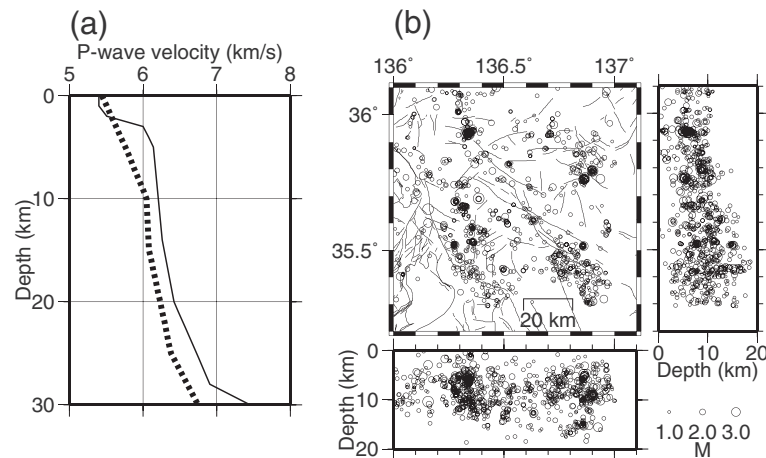 (a)
P-wave velocity (km/s)
5 6 7 8
0
10
20
30
Depth (km)
(b)
136° 136.5° 137°
36°
35.5°
20 km
0
10
20
Depth (km)
0 10 20
Depth (km)
1.0 2.0 3.0
M